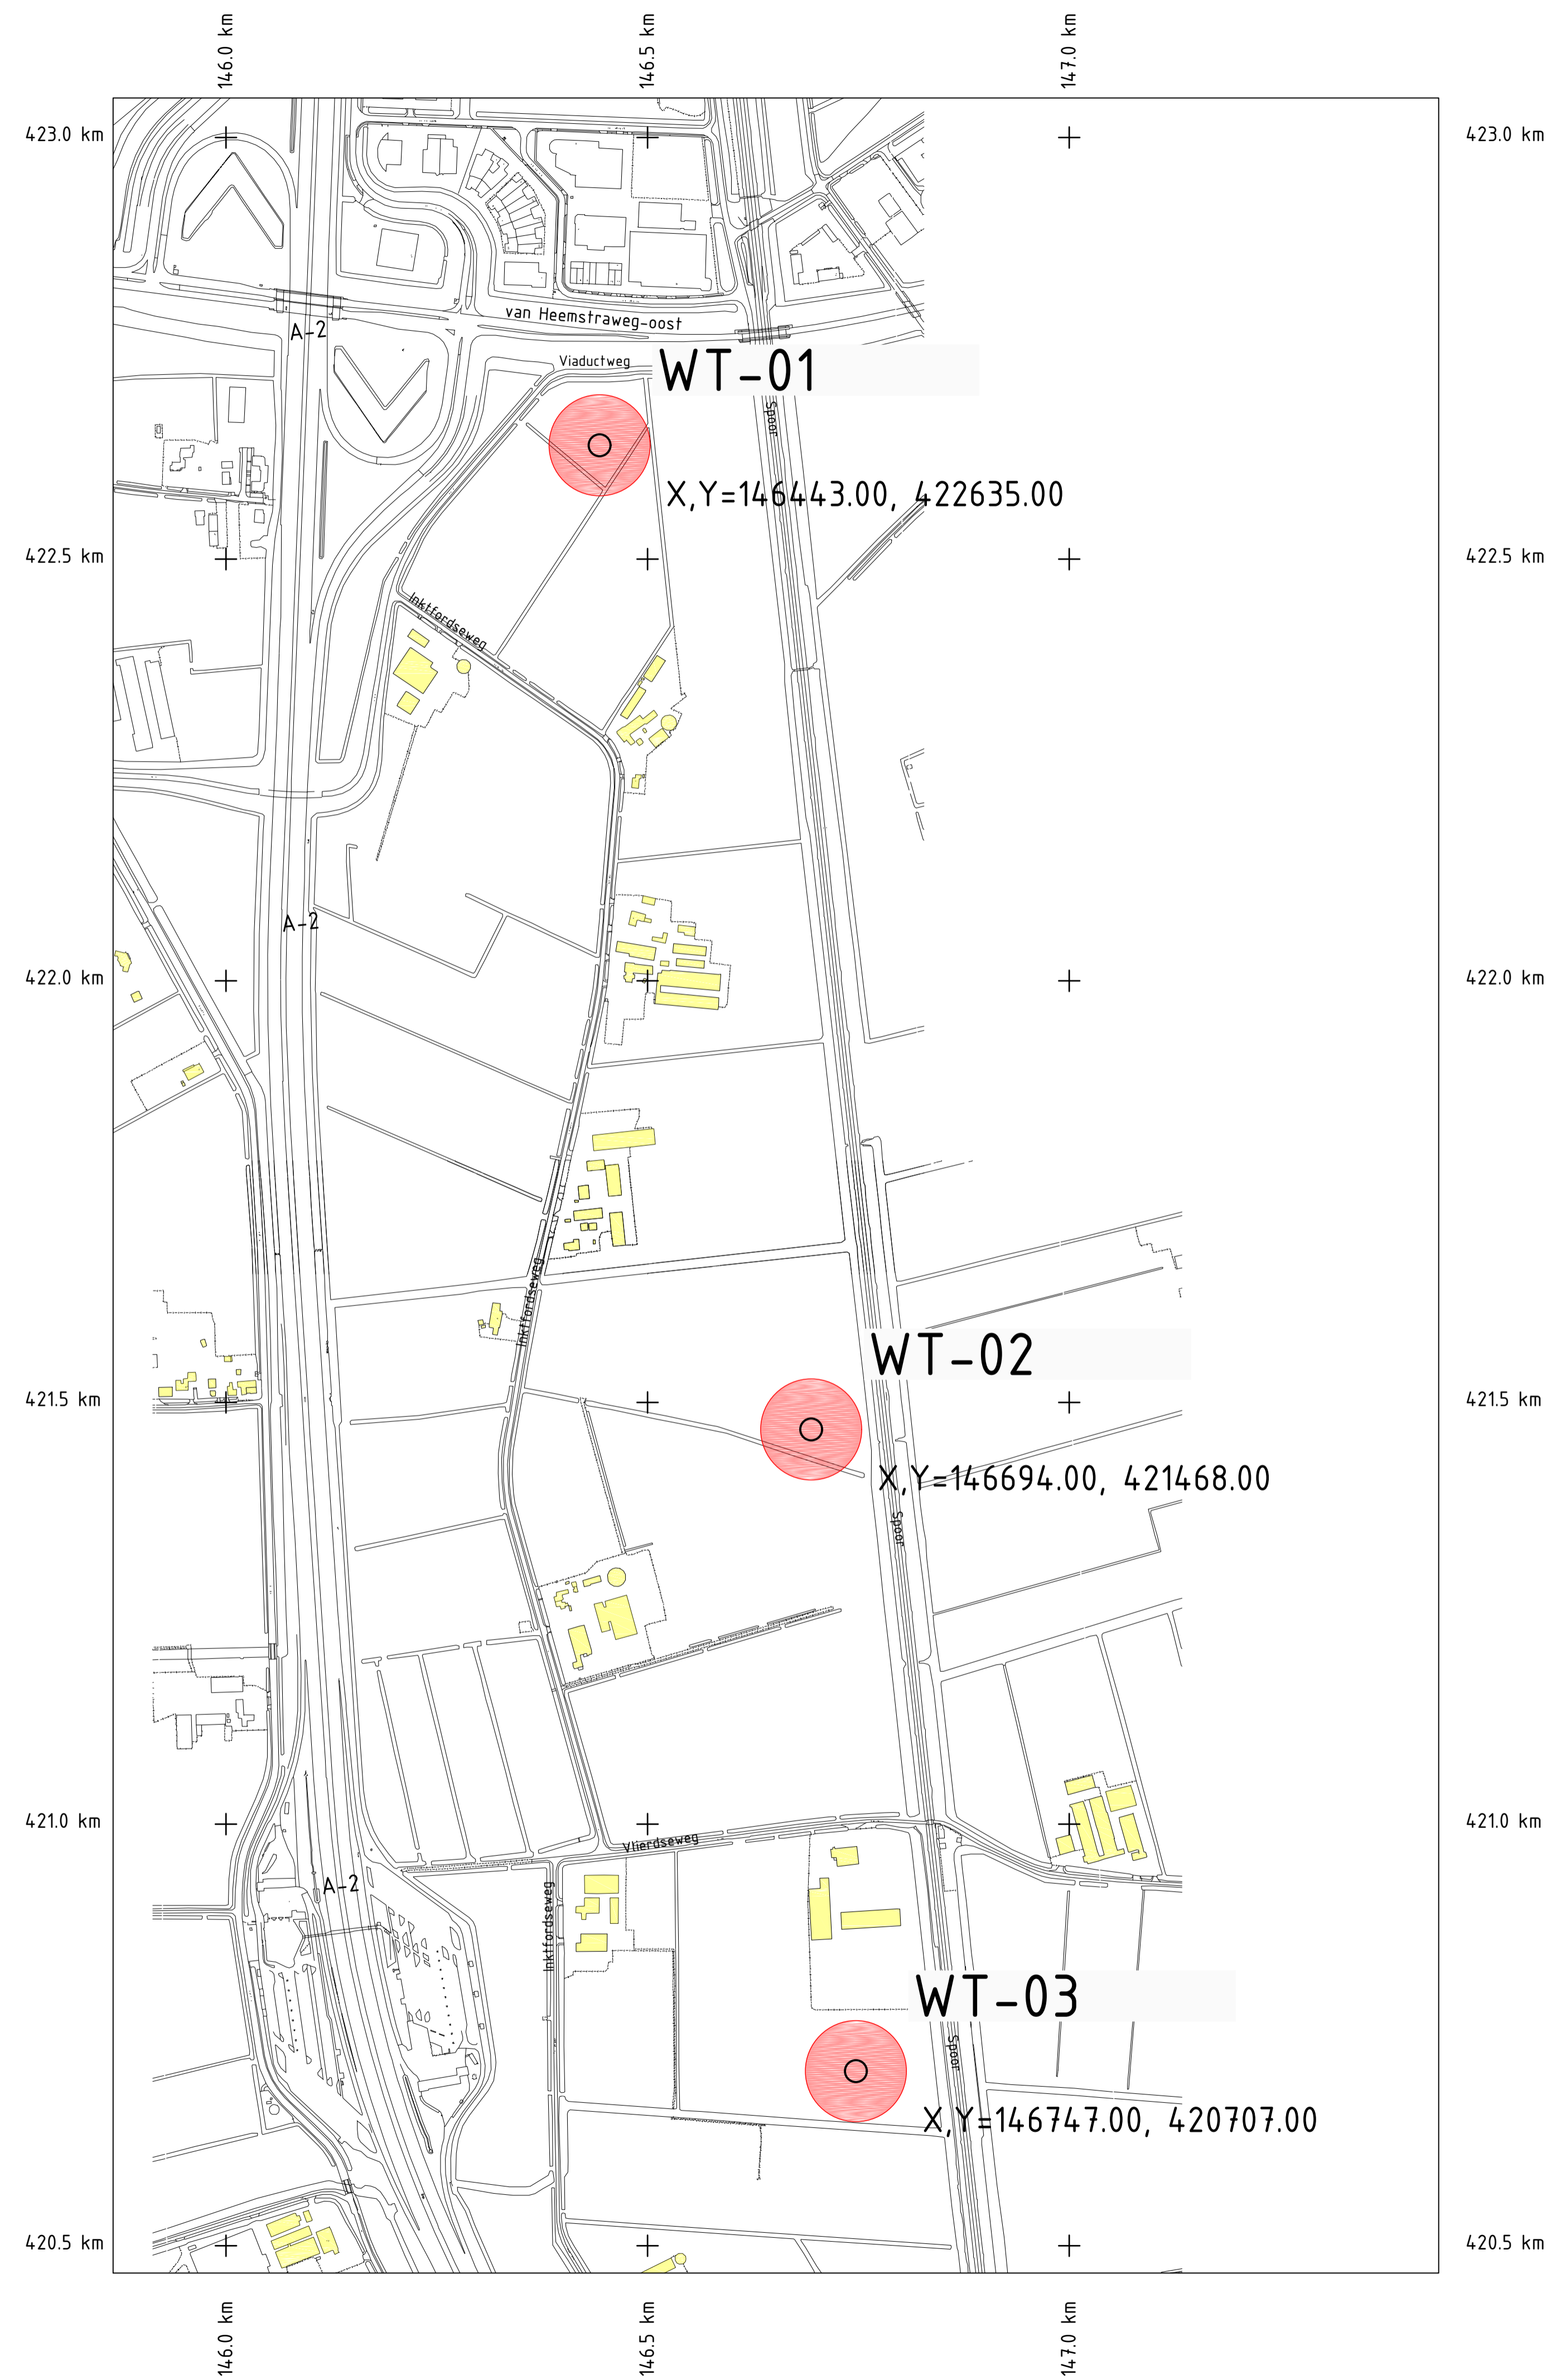 146.0 km
146.5 km
147.0 km
423.0 km
423.0 km
van Heemstraweg-oost
A-2
Viaductweg
WT-01
Spoor
X,Y=146443.00, 422635.00
422.5 km
422.5 km
Inktfordseweg
A-2
422.0 km
422.0 km
Inktfordseweg
WT-02
421.5 km
421.5 km
X,Y=146694.00, 421468.00
Spoor
421.0 km
421.0 km
Vlierdseweg
A-2
Inktfordseweg
WT-03
Spoor
X,Y=146747.00, 420707.00
420.5 km
420.5 km
146.0 km
146.5 km
147.0 km